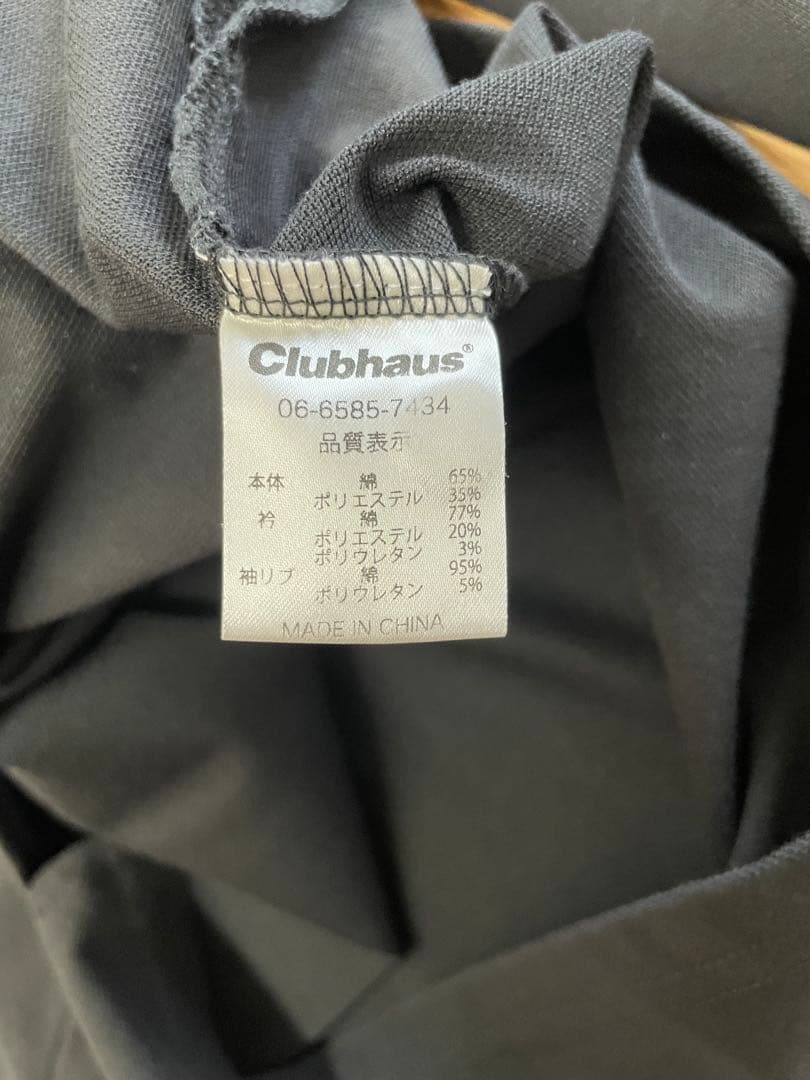 Clubhaus®
06-6585-7434
品質表示
本体 綿 65%
ポリエステル 35%
衿 綿 77%
ポリエステル 20%
ポリウレタン 3%
袖リブ 綿 95%
ポリウレタン 5%
MADE IN CHINA